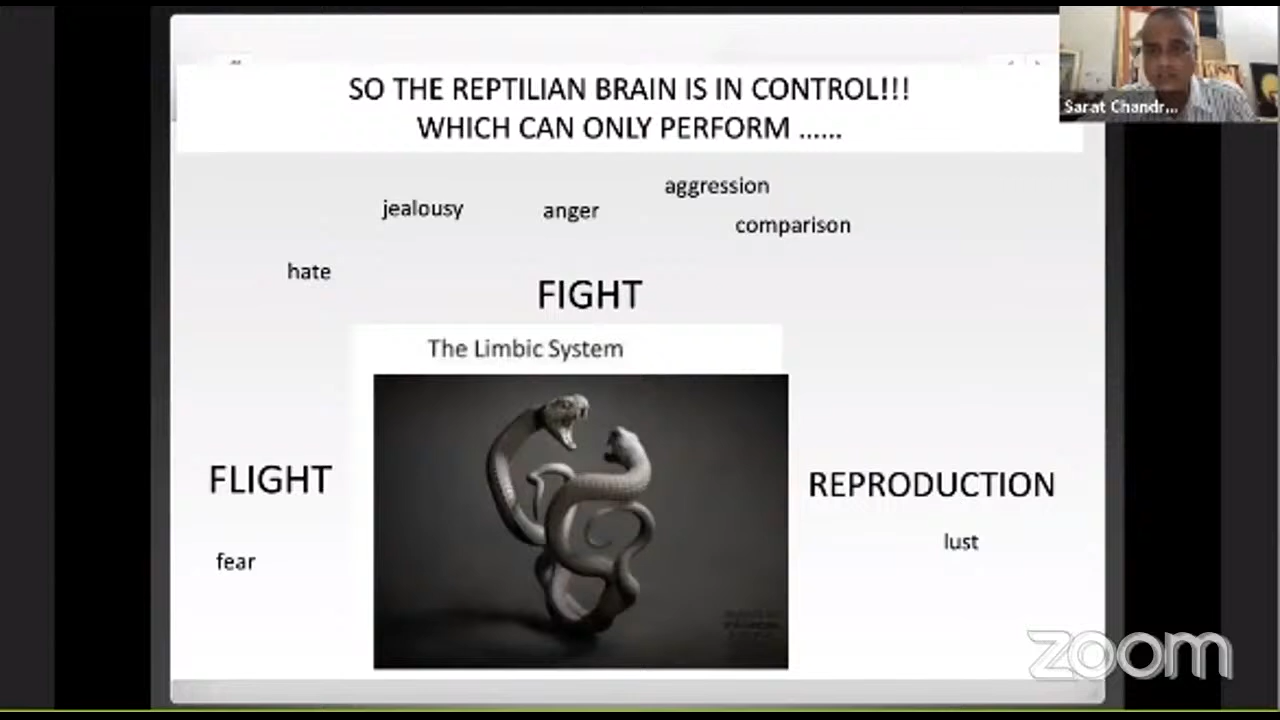 SO THE REPTILIAN BRAIN IS IN CONTROL!!!
WHICH CAN ONLY PERFORM ......
Sarat Chandr...
aggression
jealousy
anger
comparison
hate
FIGHT
The Limbic System
FLIGHT
REPRODUCTION
lust
fear
zoom